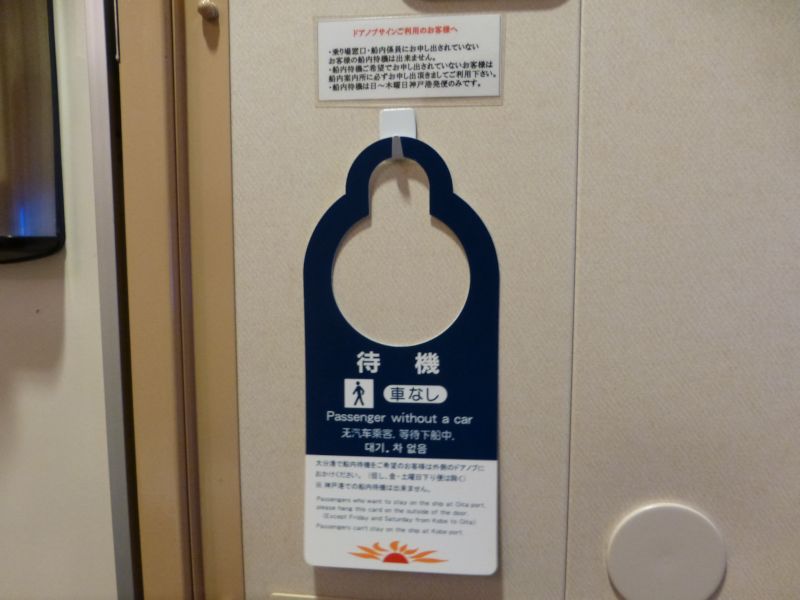 ドアノブサインご利用のお客様へ
・乗り場窓口・船内係員にお申し出されていない
お客様の船内待機は出来ません。
・船内待機ご希望でお申し出されていないお客様は
船内案内所に必ずお申し出頂きましてご利用下さい。
・船内待機は日～木曜日神戸港発便のみです。
待 機
車なし
Passenger without a car
无汽车乘客. 等待下船中.
대기. 차 없음
大分港で船内待機をご希望のお客様は外側のドアノブに
おかけください。（但し、金・土曜日下り便は除く）
※ 神戸港での船内待機は出来ません。
Passengers who want to stay on the ship at Oita port,
please hang this card on the outside of the door.
(Except Friday and Saturday from Kobe to Oita)
Passengers can't stay on the ship at Kobe port.